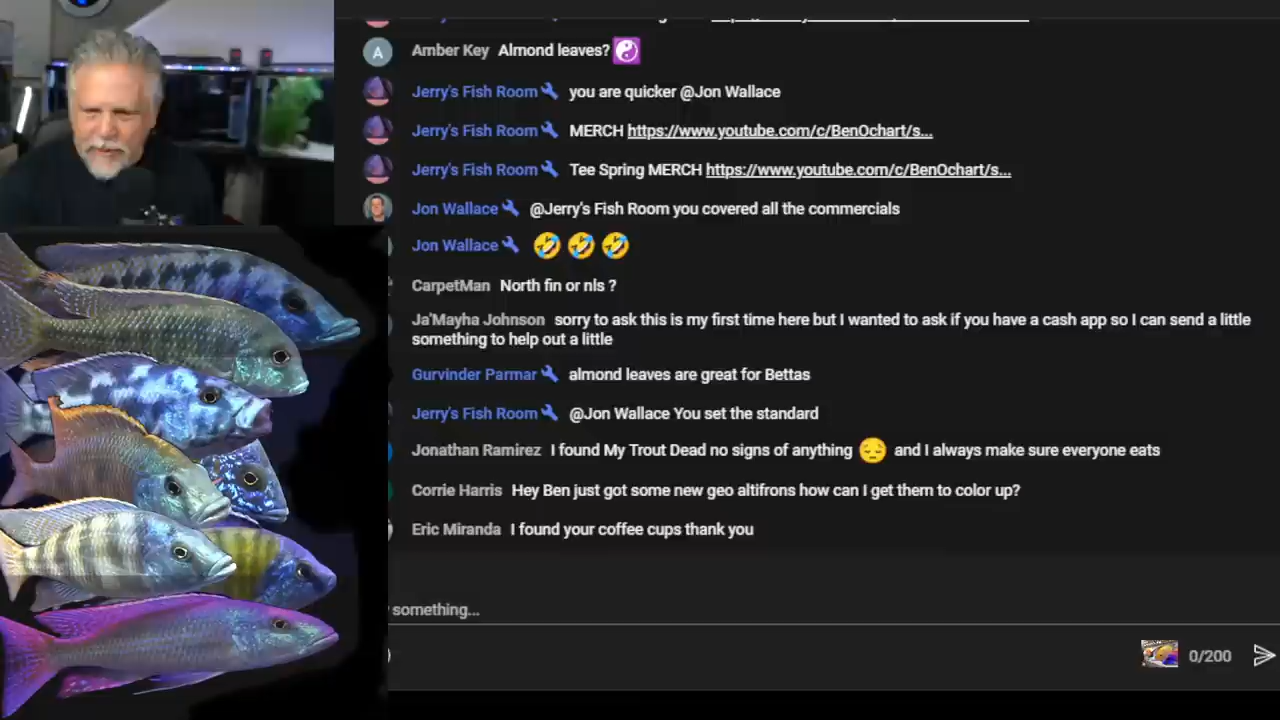 A Amber Key Almond leaves?
Jerry's Fish Room you are quicker @Jon Wallace
Jerry's Fish Room MERCH https://www.youtube.com/c/BenOchart/s...
Jerry's Fish Room Tee Spring MERCH https://www.youtube.com/c/BenOchart/s...
Jon Wallace @Jerry's Fish Room you covered all the commercials
Jon Wallace 🤣 🤣 🤣
CarpetMan North fin or nls ?
Ja'Mayha Johnson sorry to ask this is my first time here but I wanted to ask if you have a cash app so I can send a little
something to help out a little
Gurvinder Parmar almond leaves are great for Bettas
Jerry's Fish Room @Jon Wallace You set the standard
Jonathan Ramirez I found My Trout Dead no signs of anything 😔 and I always make sure everyone eats
Corrie Harris Hey Ben just got some new geo altifrons how can I get them to color up?
Eric Miranda I found your coffee cups thank you
something...
0/200